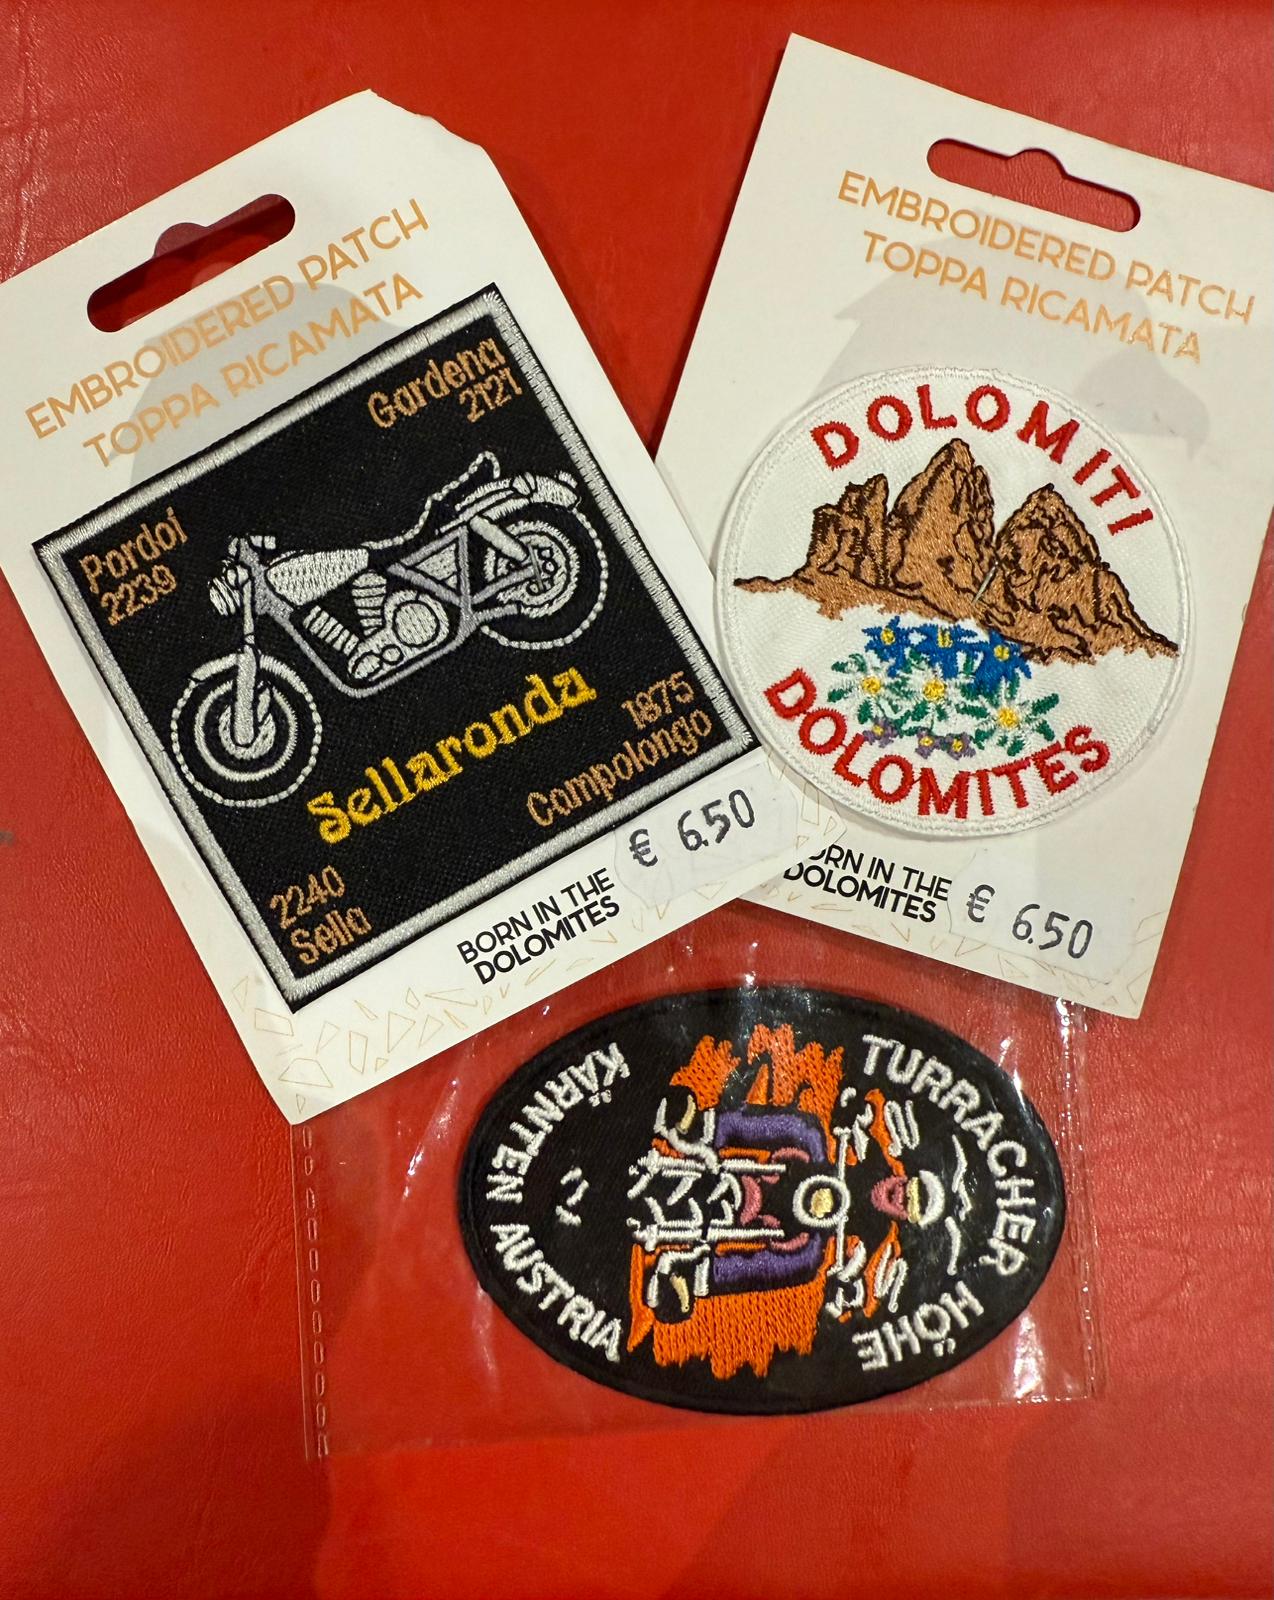 EMBROIDERED PATCH
TOPPA RICAMATA
Gardena
2121
Pordoi
2239
Sellaronda
1875
Campolongo
2240
Sella
€ 6.50
BORN IN THE
DOLOMITES
EMBROIDERED PATCH
TOPPA RICAMATA
DOLOMITI
DOLOMITES
ORN IN THE
DOLOMITES
€ 6.50
TURRACHER HÖHE
KÄRNTEN AUSTRIA